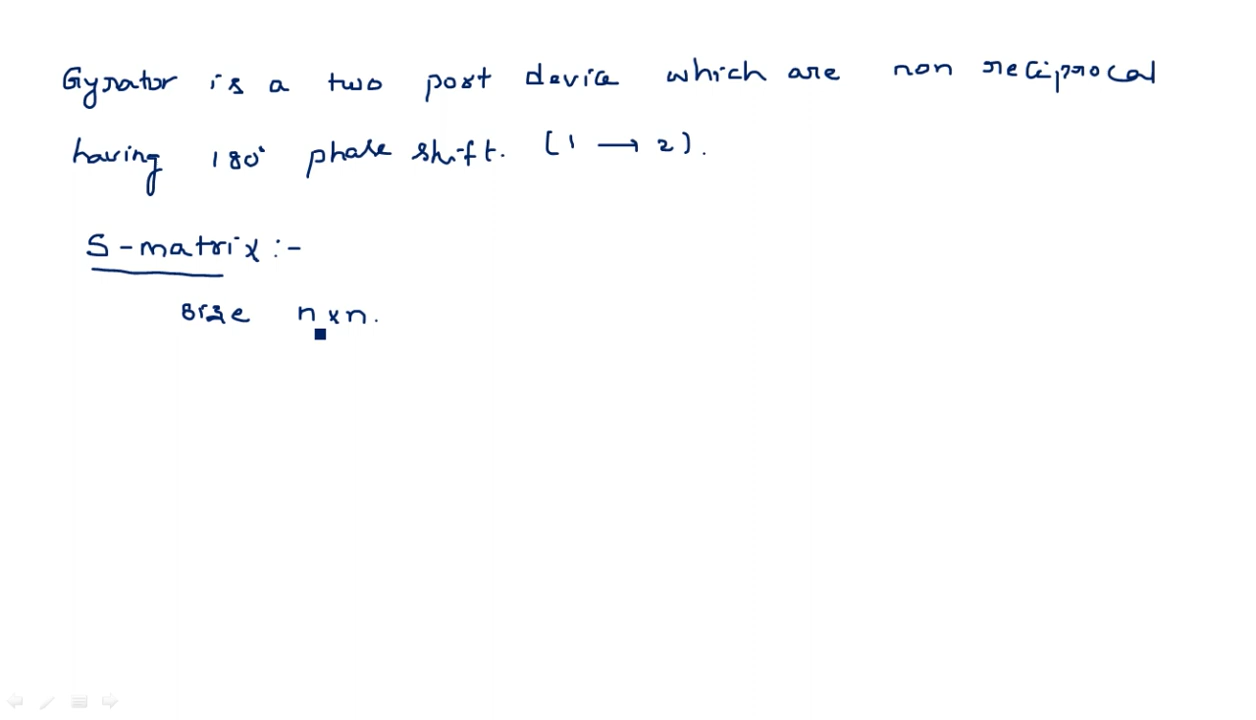 Gyrator is a two port device which are non reciprocal
having 180° phase shift. (1 → 2).
S-matrix :-
size n×n.